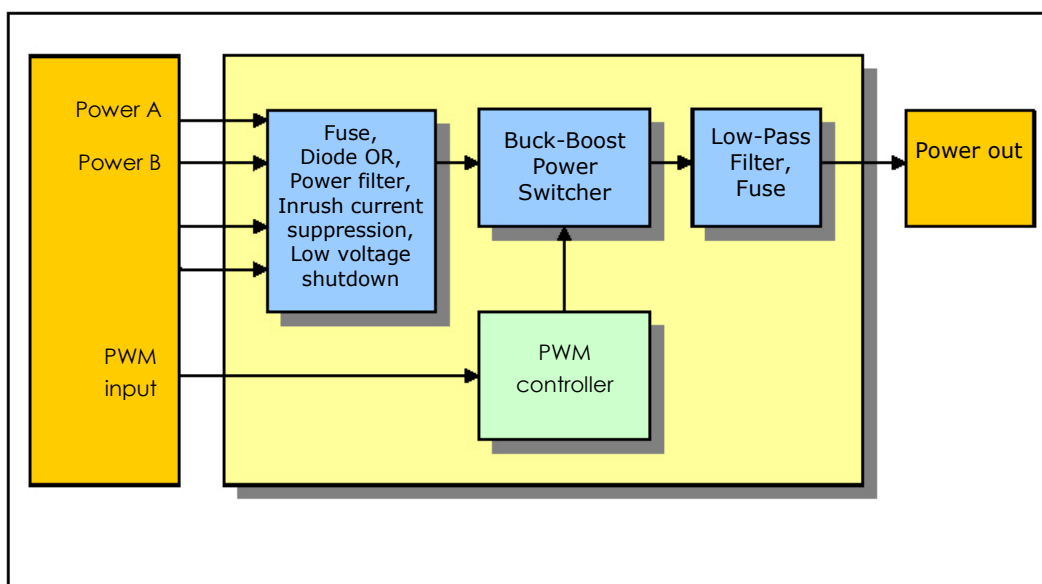 Power A
Power B
PWM
input
Fuse,
Diode OR,
Power filter,
Inrush current
suppression,
Low voltage
shutdown
Buck-Boost
Power
Switcher
PWM
controller
Low-Pass
Filter,
Fuse
Power out